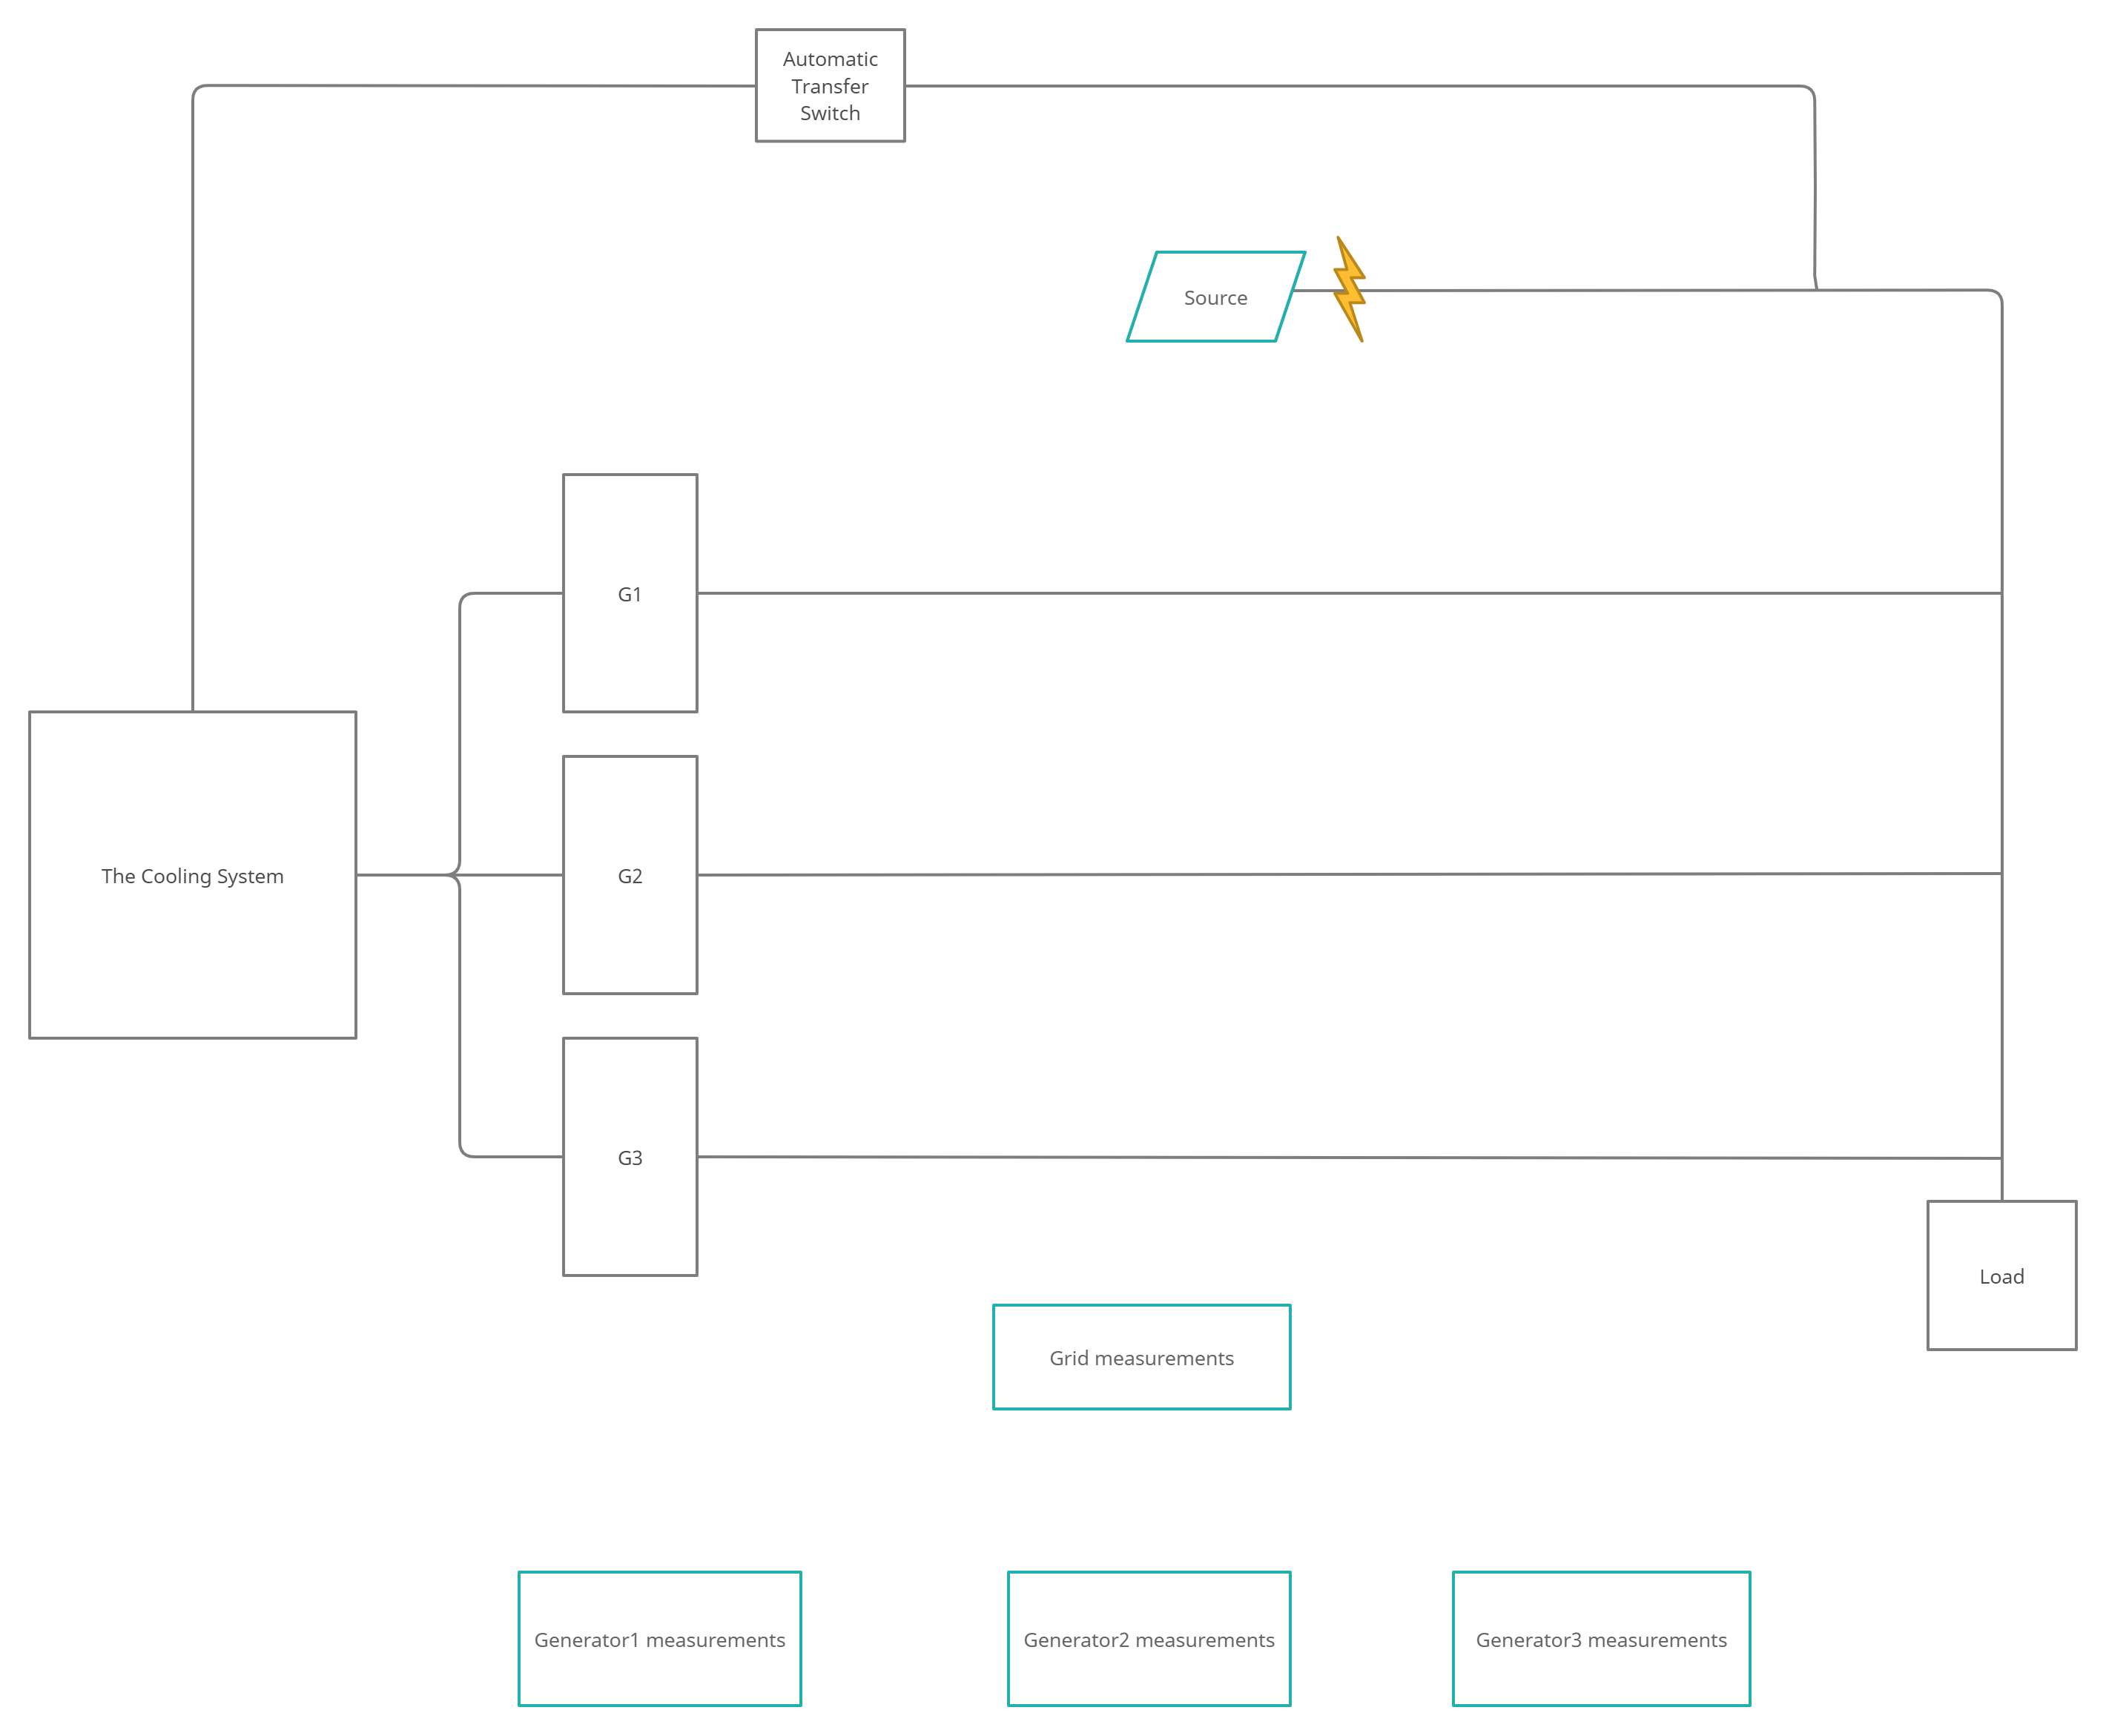 Automatic
Transfer
Switch
Source
G1
The Cooling System
G2
G3
Load
Grid measurements
Generator1 measurements
Generator2 measurements
Generator3 measurements